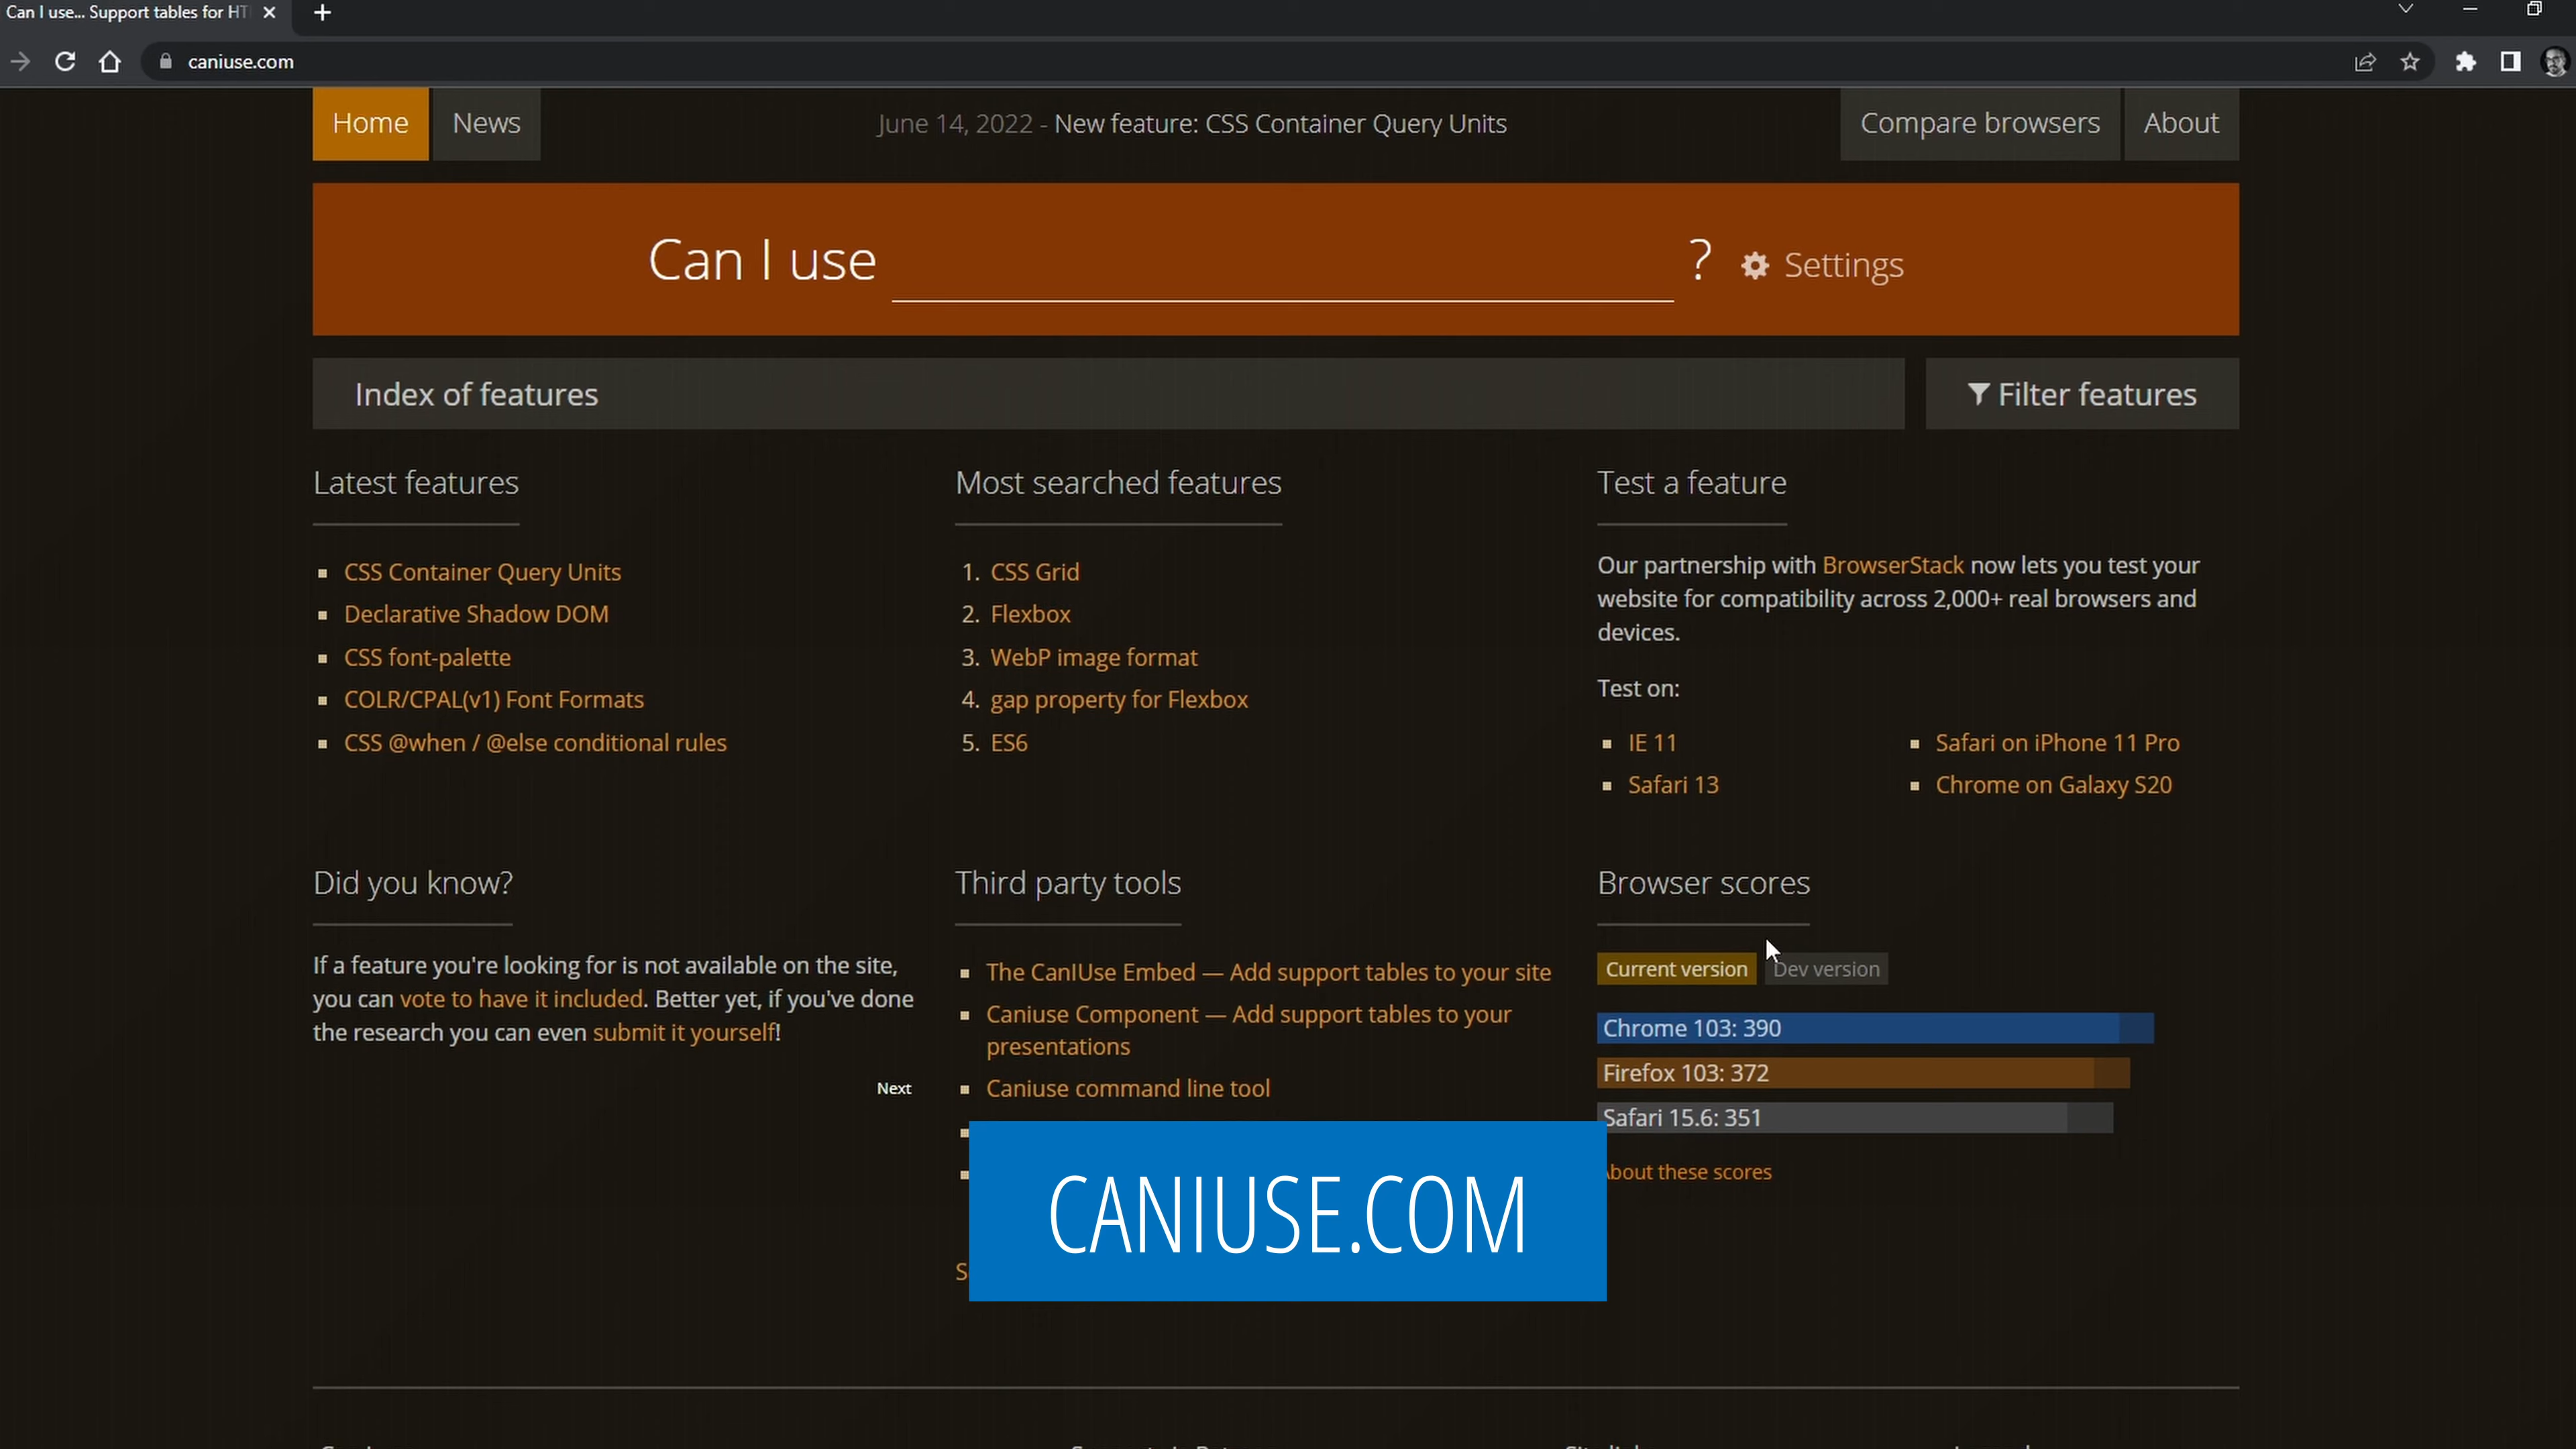 Can I use... Support tables for HT
caniuse.com
Home
News
June 14, 2022 - New feature: CSS Container Query Units
Compare browsers
About
Can I use
?
Settings
Index of features
Filter features
Latest features
CSS Container Query Units
Declarative Shadow DOM
CSS font-palette
COLR/CPAL(v1) Font Formats
CSS @when / @else conditional rules
Most searched features
1. CSS Grid
2. Flexbox
3. WebP image format
4. gap property for Flexbox
5. ES6
Test a feature
Our partnership with BrowserStack now lets you test your
website for compatibility across 2,000+ real browsers and
devices.
Test on:
IE 11
Safari 13
Safari on iPhone 11 Pro
Chrome on Galaxy S20
Did you know?
If a feature you're looking for is not available on the site,
you can vote to have it included. Better yet, if you've done
the research you can even submit it yourself!
Next
Third party tools
The CanIUse Embed — Add support tables to your site
Caniuse Component — Add support tables to your
presentations
Caniuse command line tool
Browser scores
Current version
Dev version
Chrome 103: 390
Firefox 103: 372
Safari 15.6: 351
About these scores
CANIUSE.COM